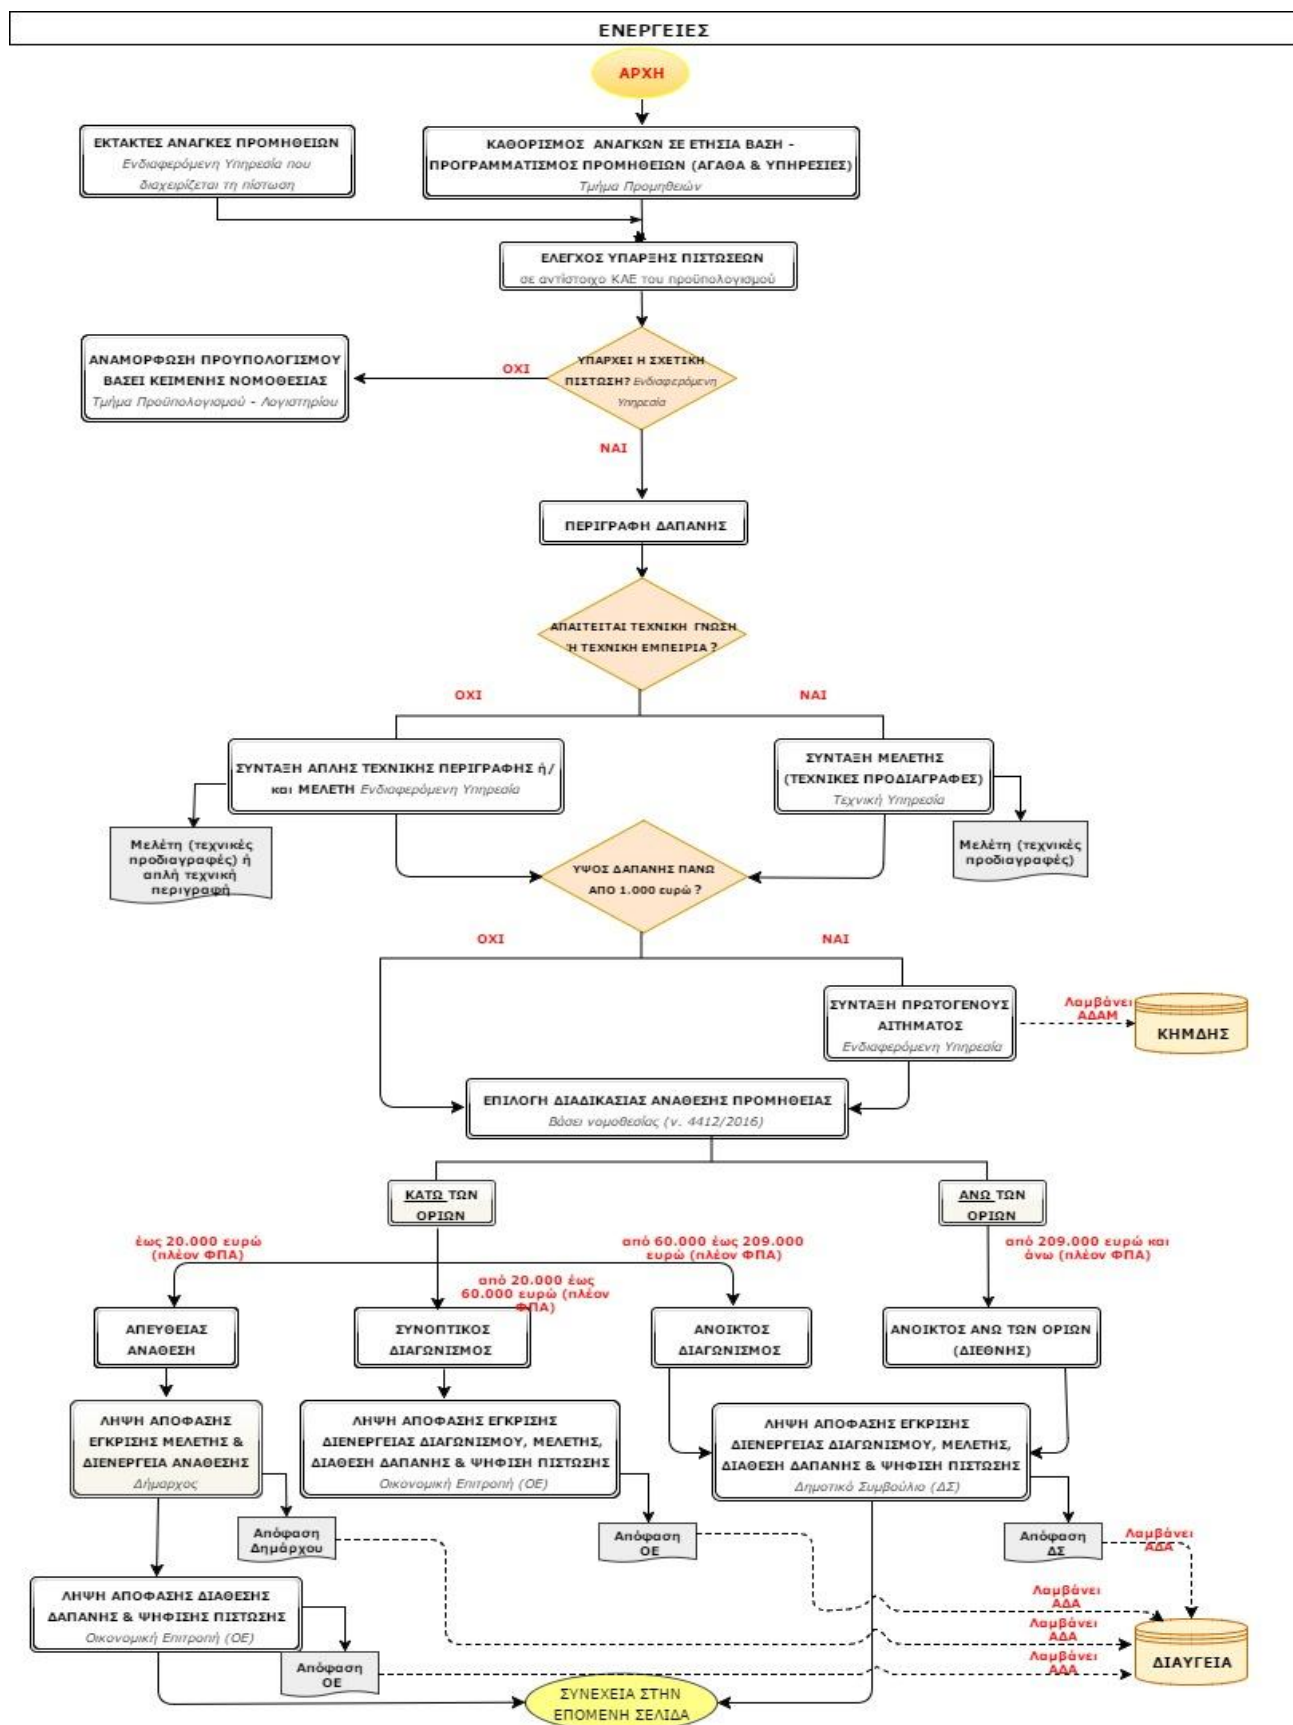 ΕΝΕΡΓΕΙΕΣ
ΑΡΧΗ
ΕΚΤΑΚΤΕΣ ΑΝΑΓΚΕΣ ΠΡΟΜΗΘΕΙΩΝ
Ενδιαφερόμενη Υπηρεσία που
διαχειρίζεται τη πίστωση
ΚΑΘΟΡΙΣΜΟΣ ΑΝΑΓΚΩΝ ΣΕ ΕΤΗΣΙΑ ΒΑΣΗ -
ΠΡΟΓΡΑΜΜΑΤΙΣΜΟΣ ΠΡΟΜΗΘΕΙΩΝ (ΑΓΑΘΑ & ΥΠΗΡΕΣΙΕΣ)
Τμήμα Προμηθειών
ΕΛΕΓΧΟΣ ΥΠΑΡΞΗΣ ΠΙΣΤΩΣΕΩΝ
σε αντίστοιχο ΚΑΕ του προϋπολογισμού
ΥΠΑΡΧΕΙ Η ΣΧΕΤΙΚΗ
ΠΙΣΤΩΣΗ? Ενδιαφερόμενη
Υπηρεσία
ΟΧΙ
ΑΝΑΜΟΡΦΩΣΗ ΠΡΟΥΠΟΛΟΓΙΣΜΟΥ
ΒΑΣΕΙ ΚΕΙΜΕΝΗΣ ΝΟΜΟΘΕΣΙΑΣ
Τμήμα Προϋπολογισμού - Λογιστηρίου
ΝΑΙ
ΠΕΡΙΓΡΑΦΗ ΔΑΠΑΝΗΣ
ΑΠΑΙΤΕΙΤΑΙ ΤΕΧΝΙΚΗ ΓΝΩΣΗ
Ή ΤΕΧΝΙΚΗ ΕΜΠΕΙΡΙΑ ?
ΟΧΙ
ΝΑΙ
ΣΥΝΤΑΞΗ ΑΠΛΗΣ ΤΕΧΝΙΚΗΣ ΠΕΡΙΓΡΑΦΗΣ ή/
και ΜΕΛΕΤΗ Ενδιαφερόμενη Υπηρεσία
ΣΥΝΤΑΞΗ ΜΕΛΕΤΗΣ
(ΤΕΧΝΙΚΕΣ ΠΡΟΔΙΑΓΡΑΦΕΣ)
Τεχνική Υπηρεσία
Μελέτη (τεχνικές
προδιαγραφές) ή
απλή τεχνική
περιγραφή
Μελέτη (τεχνικές
προδιαγραφές)
ΥΨΟΣ ΔΑΠΑΝΗΣ ΠΑΝΩ
ΑΠΟ 1.000 ευρώ ?
ΟΧΙ
ΝΑΙ
ΣΥΝΤΑΞΗ ΠΡΩΤΟΓΕΝΟΥΣ
ΑΙΤΗΜΑΤΟΣ
Ενδιαφερόμενη Υπηρεσία
Λαμβάνει
ΑΔΑΜ
ΚΗΜΔΗΣ
ΕΠΙΛΟΓΗ ΔΙΑΔΙΚΑΣΙΑΣ ΑΝΑΘΕΣΗΣ ΠΡΟΜΗΘΕΙΑΣ
Βάσει νομοθεσίας (ν. 4412/2016)
ΚΑΤΩ ΤΩΝ
ΟΡΙΩΝ
ΑΝΩ ΤΩΝ
ΟΡΙΩΝ
έως 20.000 ευρώ
(πλέον ΦΠΑ)
από 20.000 έως
60.000 ευρώ (πλέον
ΦΠΑ)
από 60.000 έως 209.000
ευρώ (πλέον ΦΠΑ)
από 209.000 ευρώ και
άνω (πλέον ΦΠΑ)
ΑΠΕΥΘΕΙΑΣ
ΑΝΑΘΕΣΗ
ΣΥΝΟΠΤΙΚΟΣ
ΔΙΑΓΩΝΙΣΜΟΣ
ΑΝΟΙΚΤΟΣ
ΔΙΑΓΩΝΙΣΜΟΣ
ΑΝΟΙΚΤΟΣ ΑΝΩ ΤΩΝ ΟΡΙΩΝ
(ΔΙΕΘΝΗΣ)
ΛΗΨΗ ΑΠΟΦΑΣΗΣ
ΕΓΚΡΙΣΗΣ ΜΕΛΕΤΗΣ &
ΔΙΕΝΕΡΓΕΙΑ ΑΝΑΘΕΣΗΣ
Δήμαρχος
ΛΗΨΗ ΑΠΟΦΑΣΗΣ ΕΓΚΡΙΣΗΣ
ΔΙΕΝΕΡΓΕΙΑΣ ΔΙΑΓΩΝΙΣΜΟΥ, ΜΕΛΕΤΗΣ,
ΔΙΑΘΕΣΗ ΔΑΠΑΝΗΣ & ΨΗΦΙΣΗ ΠΙΣΤΩΣΗΣ
Οικονομική Επιτροπή (ΟΕ)
ΛΗΨΗ ΑΠΟΦΑΣΗΣ ΕΓΚΡΙΣΗΣ
ΔΙΕΝΕΡΓΕΙΑΣ ΔΙΑΓΩΝΙΣΜΟΥ, ΜΕΛΕΤΗΣ,
ΔΙΑΘΕΣΗ ΔΑΠΑΝΗΣ & ΨΗΦΙΣΗ ΠΙΣΤΩΣΗΣ
Δημοτικό Συμβούλιο (ΔΣ)
Απόφαση
Δημάρχου
Απόφαση
ΟΕ
Απόφαση
ΔΣ
Λαμβάνει
ΑΔΑ
ΛΗΨΗ ΑΠΟΦΑΣΗΣ ΔΙΑΘΕΣΗΣ
ΔΑΠΑΝΗΣ & ΨΗΦΙΣΗΣ ΠΙΣΤΩΣΗΣ
Οικονομική Επιτροπή (ΟΕ)
Απόφαση
ΟΕ
Λαμβάνει
ΑΔΑ
Λαμβάνει
ΑΔΑ
Λαμβάνει
ΑΔΑ
ΔΙΑΥΓΕΙΑ
ΣΥΝΕΧΕΙΑ ΣΤΗΝ
ΕΠΟΜΕΝΗ ΣΕΛΙΔΑ